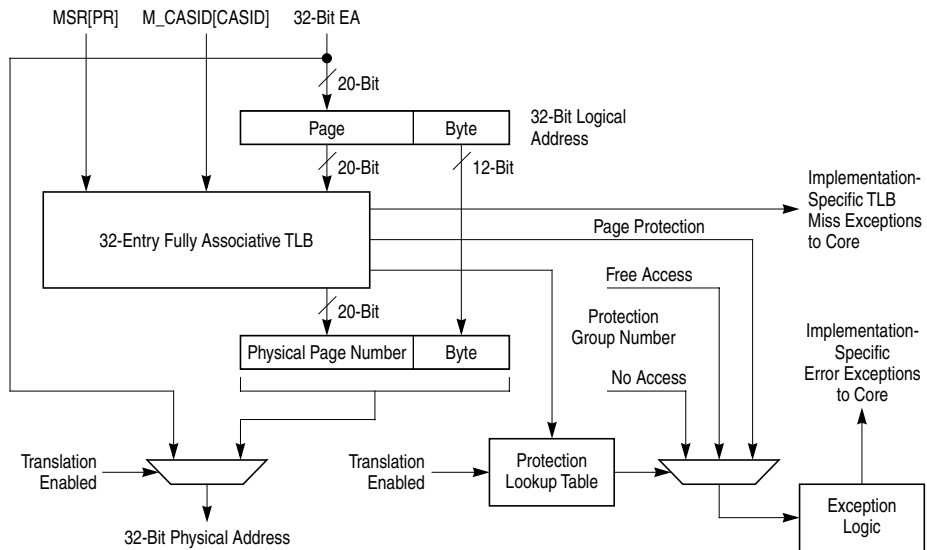 MSR[PR]
M_CASID[CASID]
32-Bit EA
20-Bit
Page
Byte
32-Bit Logical
Address
20-Bit
12-Bit
32-Entry Fully Associative TLB
Implementation-
Specific TLB
Miss Exceptions
to Core
Page Protection
Free Access
20-Bit
Protection
Group Number
Physical Page Number
Byte
No Access
Implementation-
Specific
Error Exceptions
to Core
Translation
Enabled
Translation
Enabled
Protection
Lookup Table
Exception
Logic
32-Bit Physical Address